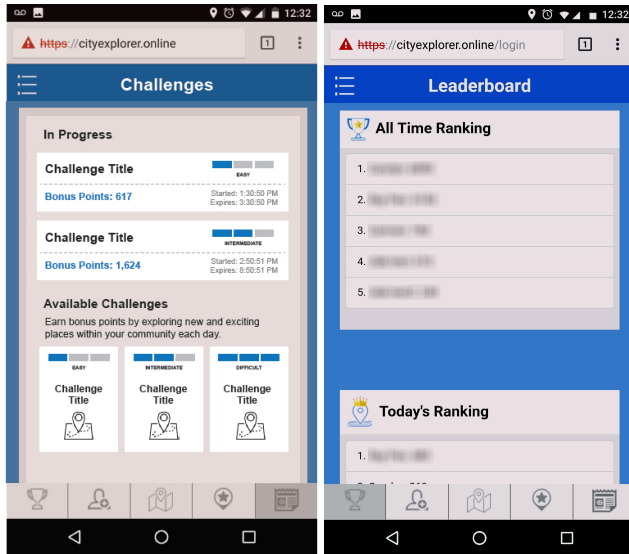 12:32
https://cityexplorer.online
1
Challenges
In Progress
Challenge Title
EASY
Bonus Points: 617
Started: 1:30:50 PM
Expires: 3:30:50 PM
Challenge Title
INTERMEDIATE
Bonus Points: 1,624
Started: 2:50:51 PM
Expires: 8:50:51 PM
Available Challenges
Earn bonus points by exploring new and exciting
places within your community each day.
EASY
Challenge
Title
INTERMEDIATE
Challenge
Title
DIFFICULT
Challenge
Title
12:32
https://cityexplorer.online/login
1
Leaderboard
All Time Ranking
1.
2.
3.
4.
5.
Today's Ranking
1.